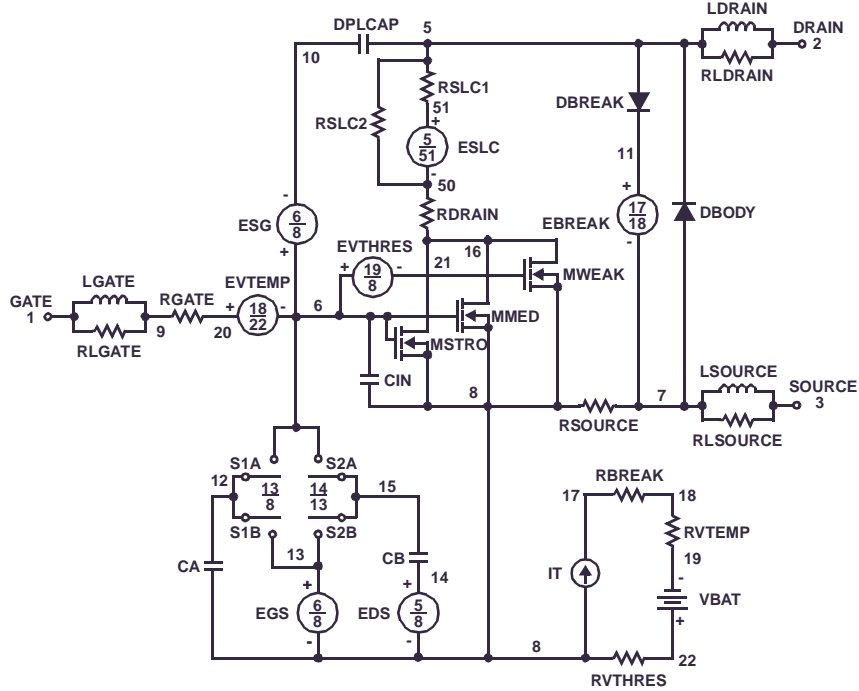 LDRAIN
DPLCAP 5 DRAIN
10 2
RLDRAIN
RSLC1
DBREAK
51
RSLC2 +
5
51
ESLC
11
-
- 50 +
RDRAIN 17
18
ESG 6
8
EBREAK DBODY
EVTHRES -
+ 16
21
+ 19
8
- MWEAK
LGATE EVTEMP
GATE RGATE + 18
22
- 6
1 MMED
9 20
RLGATE MSTRO
LSOURCE
CIN SOURCE
8 7 3
RSOURCE
RLSOURCE
S1A S2A
12 RBREAK
13
8
14
13
15 17 18
S1B S2B RVTEMP
13 CB 19
CA 14 IT -
+ +
VBAT
EGS 6
8
EDS 5
8
+
- - 8
22
RVTHRES